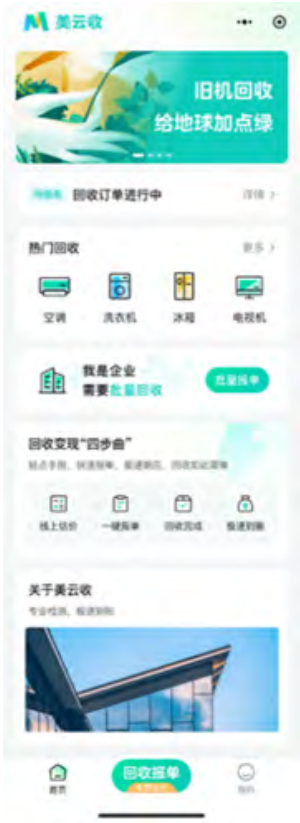 美云收
旧机回收
给地球加点绿
回收订单进行中
详情 >
热门回收
更多 >
空调
洗衣机
冰箱
电视机
我是企业
需要批量回收
批量报单
回收变现“四步曲”
线上估价
一键报单
回收完成
极速到账
关于美云收
专业检测，极速到账
首页
回收报单
我的